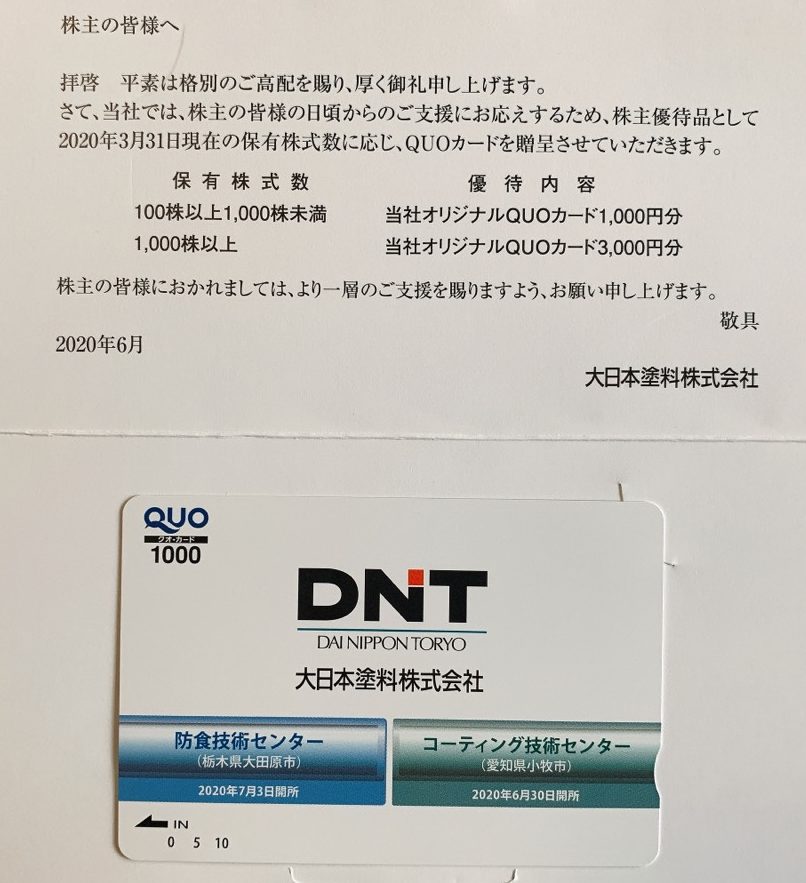 株主の皆様へ
拝啓　平素は格別のご高配を賜り、厚く御礼申し上げます。
さて、当社では、株主の皆様の日頃からのご支援にお応えするため、株主優待品として
2020年3月31日現在の保有株式数に応じ、QUOカードを贈呈させていただきます。
保有株式数　優待内容
100株以上1,000株未満　当社オリジナルQUOカード1,000円分
1,000株以上　当社オリジナルQUOカード3,000円分
株主の皆様におかれましては、より一層のご支援を賜りますよう、お願い申し上げます。
敬具
2020年6月
大日本塗料株式会社
QUO
クオ・カード
1000
DNT
DAI NIPPON TORYO
大日本塗料株式会社
防食技術センター
（栃木県大田原市）
2020年7月3日開所
コーティング技術センター
（愛知県小牧市）
2020年6月30日開所
IN
0 5 10